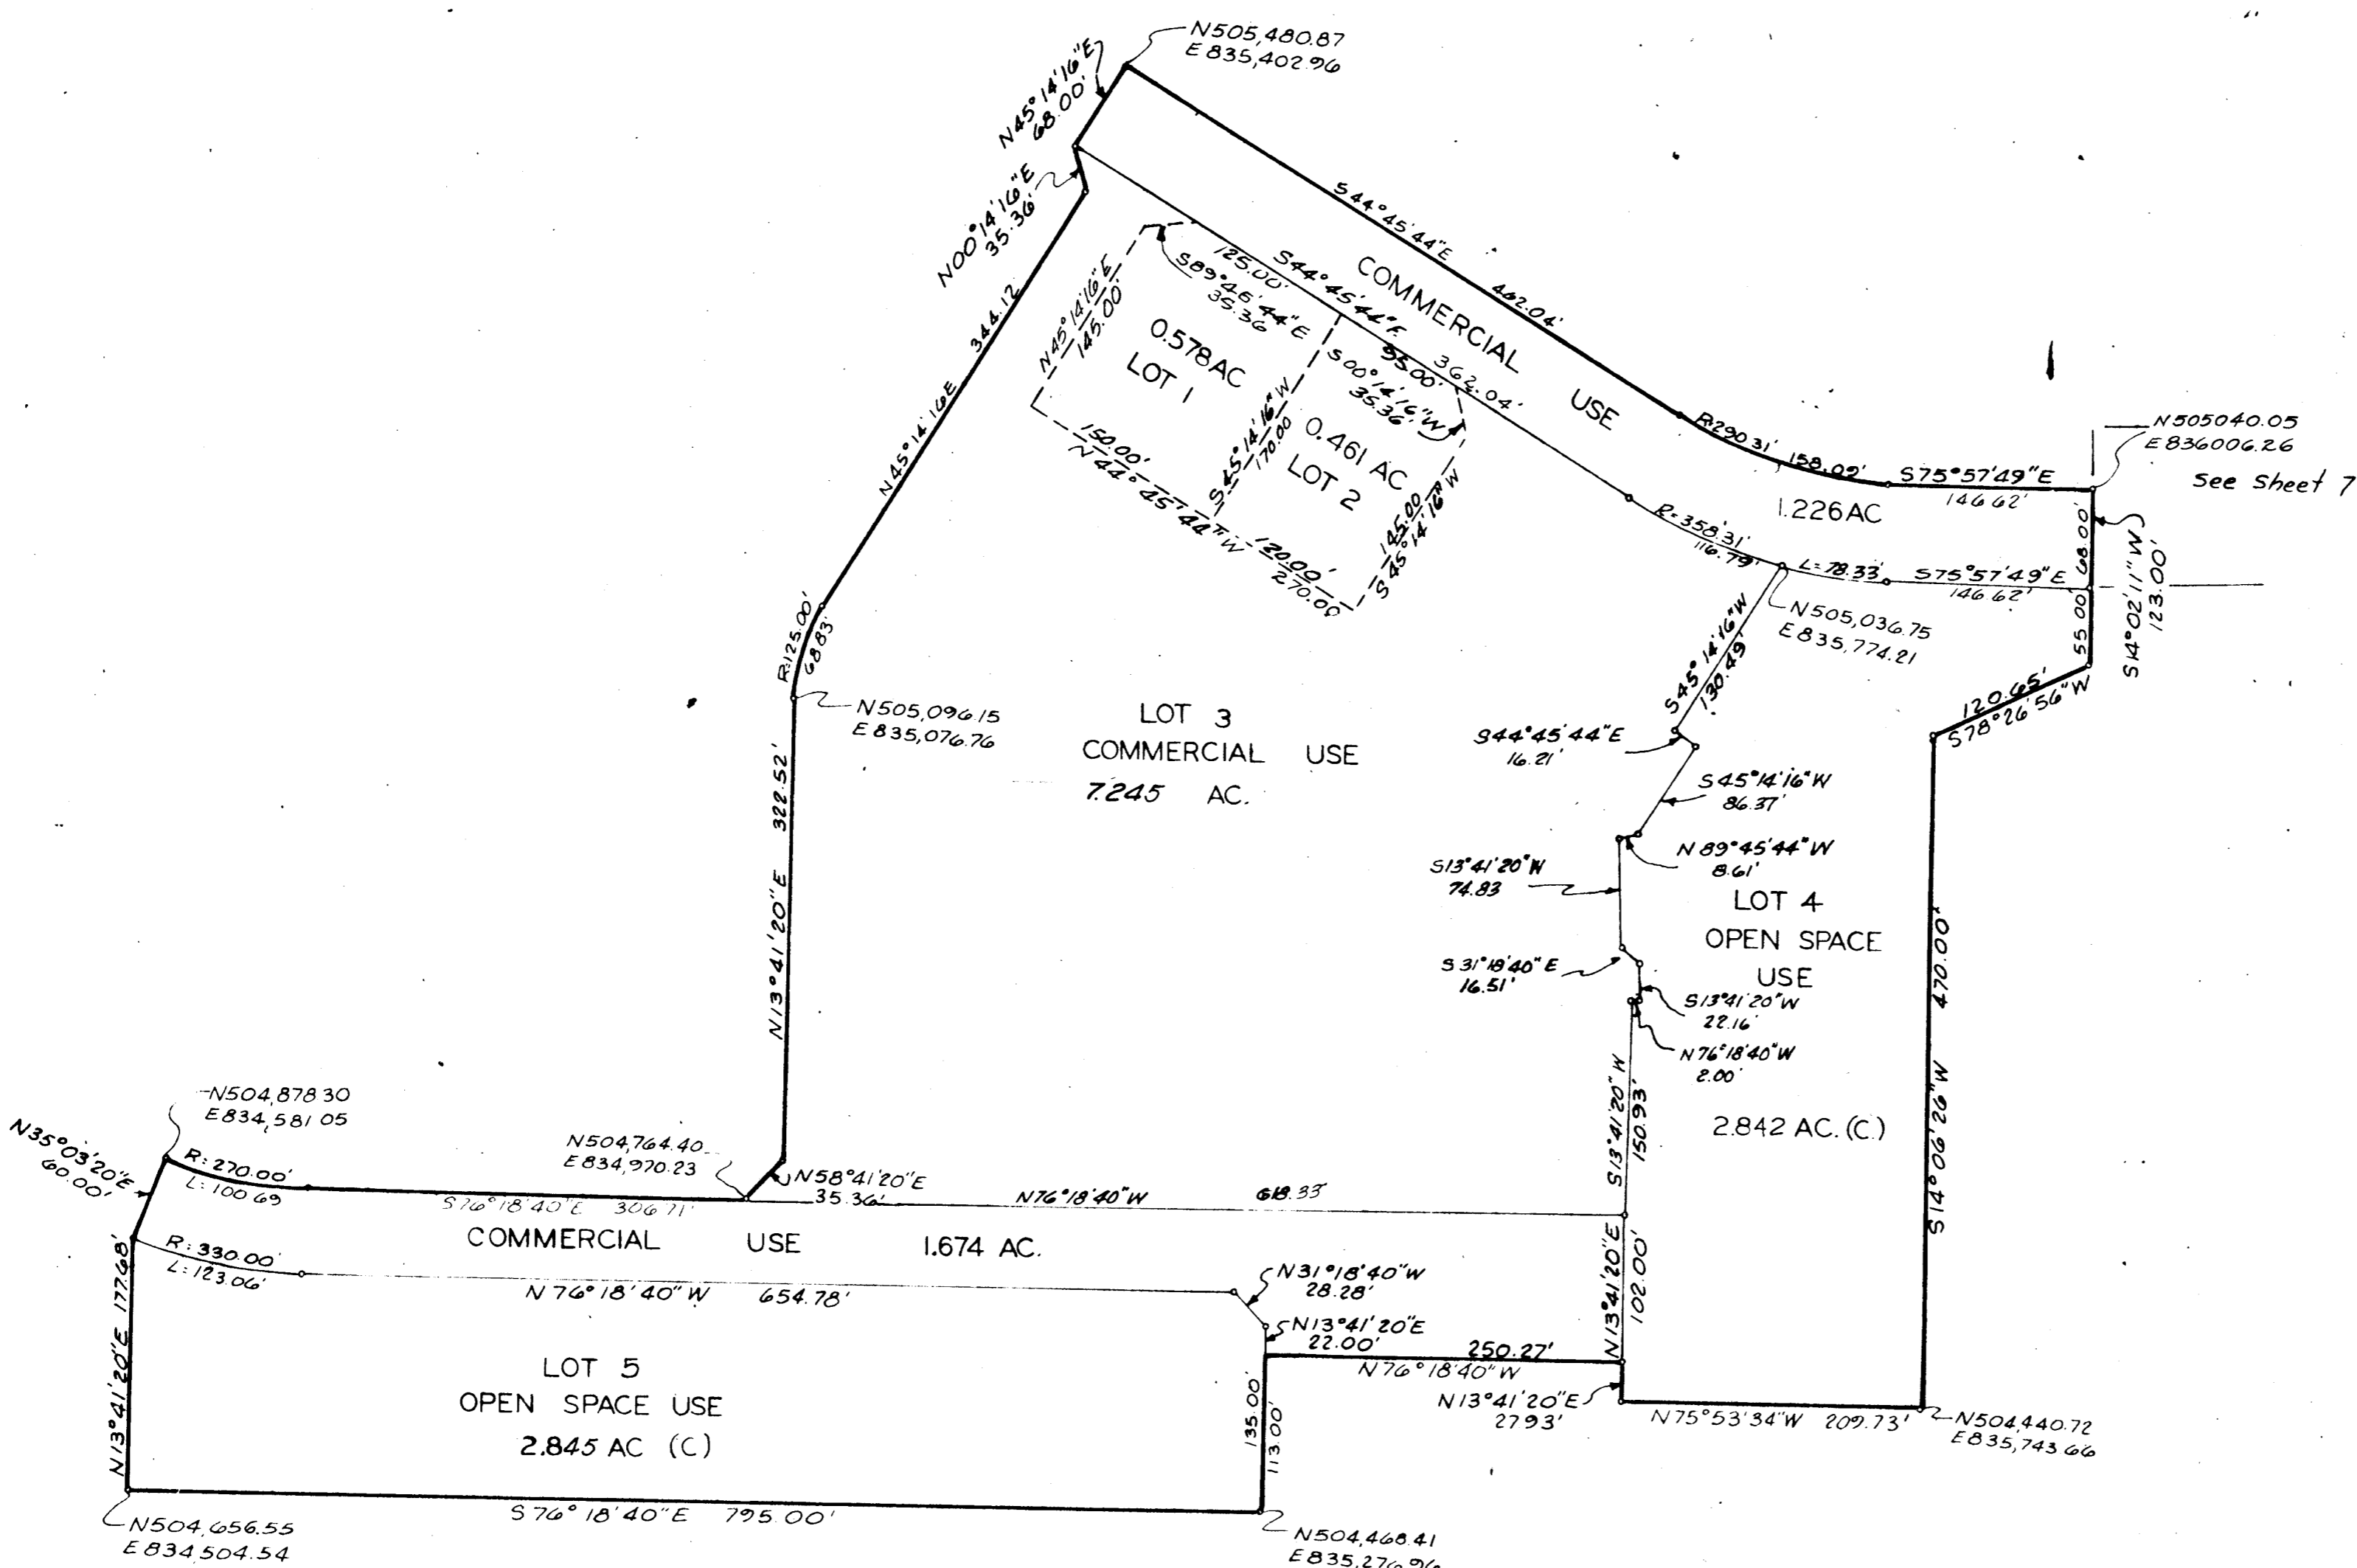 N505,480.87
E 835,402.96
N45°14'16"E
68.00'
N00°14'16"E
35.36'
S44°45'44"E
462.04'
COMMERCIAL
USE
S44°45'44"E
125.00'
S89°45'44"E
35.36
N45°14'16"E
145.00'
0.578AC
LOT 1
95.00'
362.04'
S00°14'16"W
35.36'
S45°14'16"W
170.00
0.461 AC
LOT 2
150.00'
N44°45'44"W
120.00'
270.00
145.00
S45°14'16"W
344.12
N45°14'16E
R=290.31'
158.09'
S75°57'49"E
146.62'
N505040.05
E836006.26
See Sheet 7
1.226AC
R=358.31'
116.79'
L=78.33'
S75°57'49"E
146.62'
68.00'
55.00'
S14°02'11"W
123.00'
N505,036.75
E835,774.21
120.65'
S78°26'56"W
R=125.00'
68.83'
S45°14'16"W
130.49'
N505,096.15
E835,076.76
LOT 3
COMMERCIAL USE
7.245 AC.
S44°45'44"E
16.21'
S45°14'16"W
86.37'
N89°45'44"W
8.61'
S13°41'20"W
74.83
LOT 4
OPEN SPACE
USE
2.842 AC. (C.)
S31°18'40"E
16.51'
S13°41'20"W
22.16'
N76°18'40"W
2.00'
N13°41'20"E 322.52'
S14°06'26"W 470.00'
S13°41'20"W
150.93'
N504,878.30
E834,581.05
N35°03'20"E
60.00'
R=270.00'
L=100.69
S76°18'40"E 306.71'
N504,764.40
E834,970.23
N58°41'20"E
35.36'
N76°18'40"W 618.33'
COMMERCIAL USE 1.674 AC.
R=330.00'
L=123.06'
N76°18'40"W 654.78'
N31°18'40"W
28.28'
N13°41'20"E
22.00'
N13°41'20"E
102.00'
250.27'
N76°18'40"W
N13°41'20"E
27.93'
N75°53'34"W 209.73'
N504,440.72
E835,743.66
N13°41'20"E 177.68'
LOT 5
OPEN SPACE USE
2.845 AC (C)
135.00'
113.00'
S76°18'40"E 795.00'
N504,656.55
E834,504.54
N504,468.41
E835,276.96